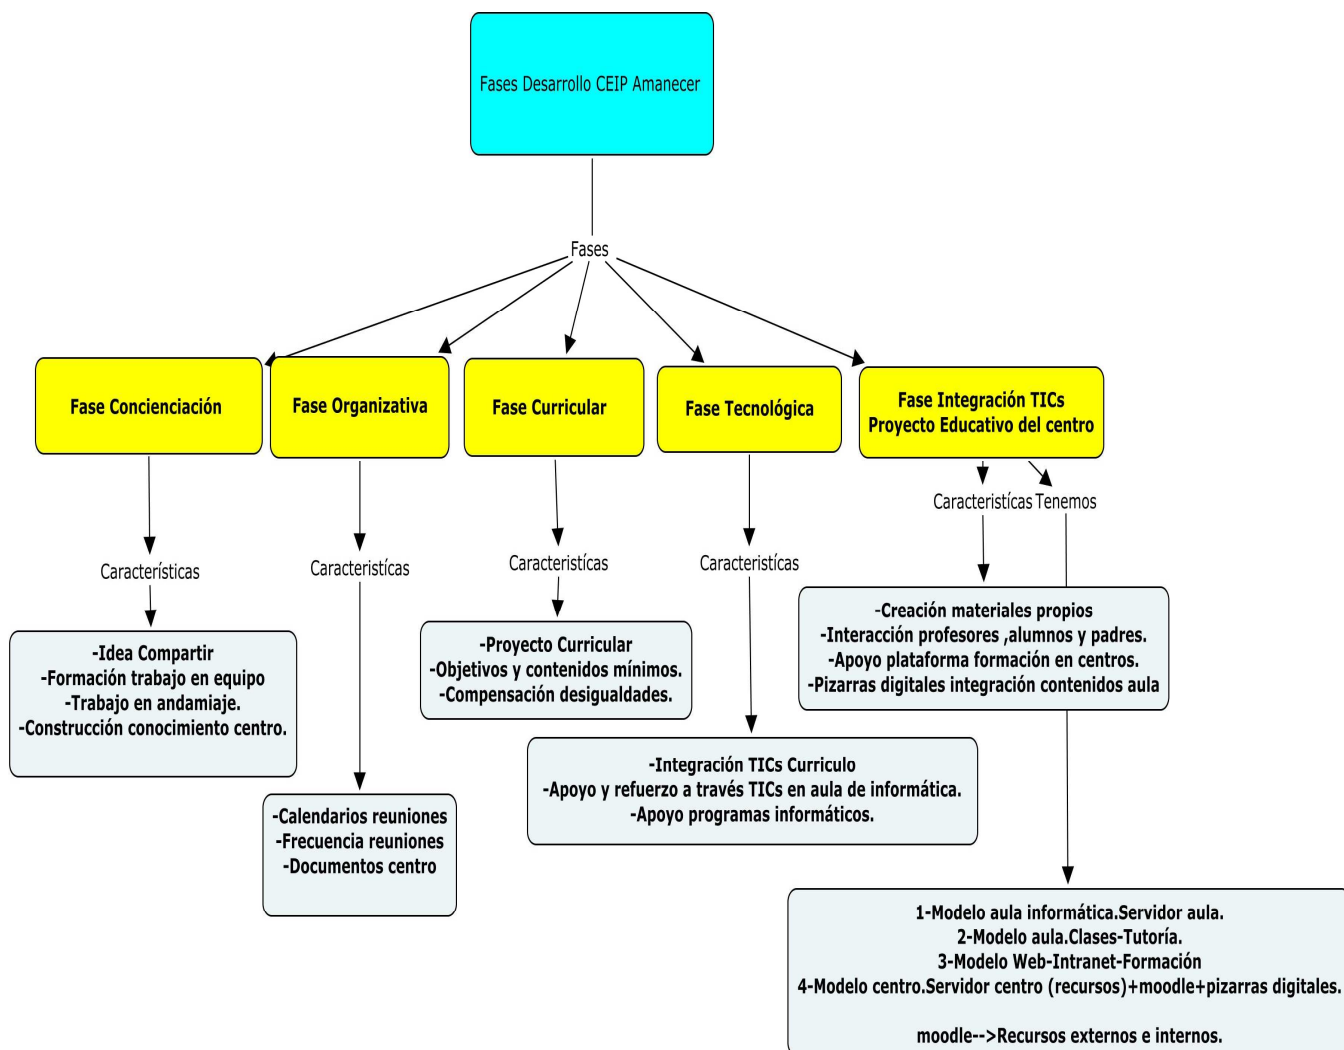 Fases Desarrollo CEIP Amanecer
Fases
Fase Concienciación
Fase Organizativa
Fase Curricular
Fase Tecnológica
Fase Integración TICs
Proyecto Educativo del centro
Características
Caracteristícas
Caracteristícas
Caracteristícas
Caracteristícas
Tenemos
-Idea Compartir
-Formación trabajo en equipo
-Trabajo en andamiaje.
-Construcción conocimiento centro.
-Calendarios reuniones
-Frecuencia reuniones
-Documentos centro
-Proyecto Curricular
-Objetivos y contenidos mínimos.
-Compensación desigualdades.
-Integración TICs Curriculo
-Apoyo y refuerzo a través TICs en aula de informática.
-Apoyo programas informáticos.
-Creación materiales propios
-Interacción profesores ,alumnos y padres.
-Apoyo plataforma formación en centros.
-Pizarras digitales integración contenidos aula
1-Modelo aula informática.Servidor aula.
2-Modelo aula.Clases-Tutoría.
3-Modelo Web-Intranet-Formación
4-Modelo centro.Servidor centro (recursos)+moodle+pizarras digitales.
moodle-->Recursos externos e internos.